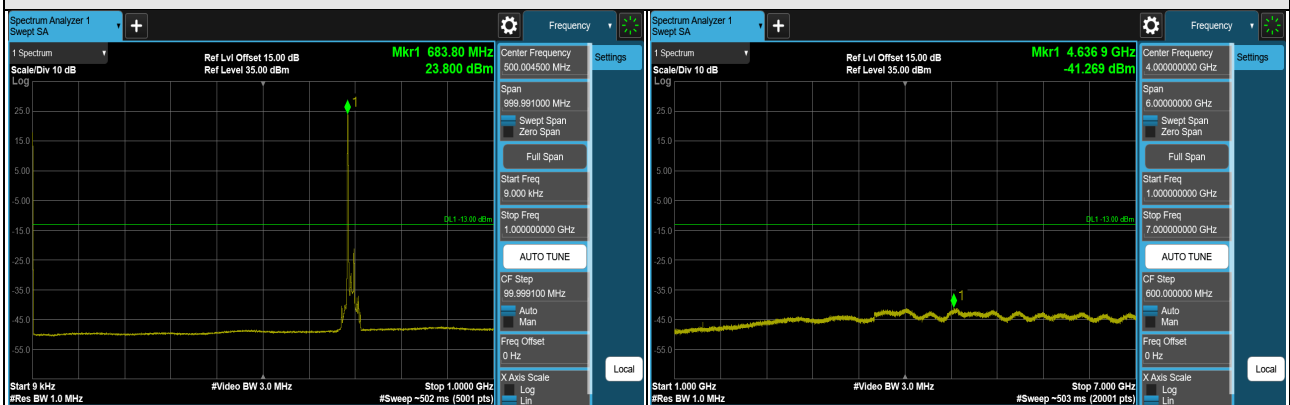 Spectrum Analyzer 1
Swept SA
+
Frequency
1 Spectrum
Scale/Div 10 dB
Ref Lvl Offset 15.00 dB
Ref Level 35.00 dBm
Mkr1 683.80 MHz
23.800 dBm
Log
25.0
15.0
5.00
-5.00
-15.0
-25.0
-35.0
-45.0
-55.0
1
DL1 -13.00 dBm
Start 9 kHz
#Res BW 1.0 MHz
#Video BW 3.0 MHz
Stop 1.0000 GHz
#Sweep ~502 ms (5001 pts)
Center Frequency
500.004500 MHz
Settings
Span
999.991000 MHz
Swept Span
Zero Span
Full Span
Start Freq
9.000 kHz
Stop Freq
1.000000000 GHz
AUTO TUNE
CF Step
99.999100 MHz
Auto
Man
Freq Offset
0 Hz
Local
X Axis Scale
Log
Lin
Spectrum Analyzer 1
Swept SA
+
Frequency
1 Spectrum
Scale/Div 10 dB
Ref Lvl Offset 15.00 dB
Ref Level 35.00 dBm
Mkr1 4.636 9 GHz
-41.269 dBm
Log
25.0
15.0
5.00
-5.00
-15.0
-25.0
-35.0
-45.0
-55.0
1
DL1 -13.00 dBm
Start 1.000 GHz
#Res BW 1.0 MHz
#Video BW 3.0 MHz
Stop 7.000 GHz
#Sweep ~503 ms (20001 pts)
Center Frequency
4.00000000 GHz
Settings
Span
6.00000000 GHz
Swept Span
Zero Span
Full Span
Start Freq
1.00000000 GHz
Stop Freq
7.000000000 GHz
AUTO TUNE
CF Step
600.000000 MHz
Auto
Man
Freq Offset
0 Hz
Local
X Axis Scale
Log
Lin